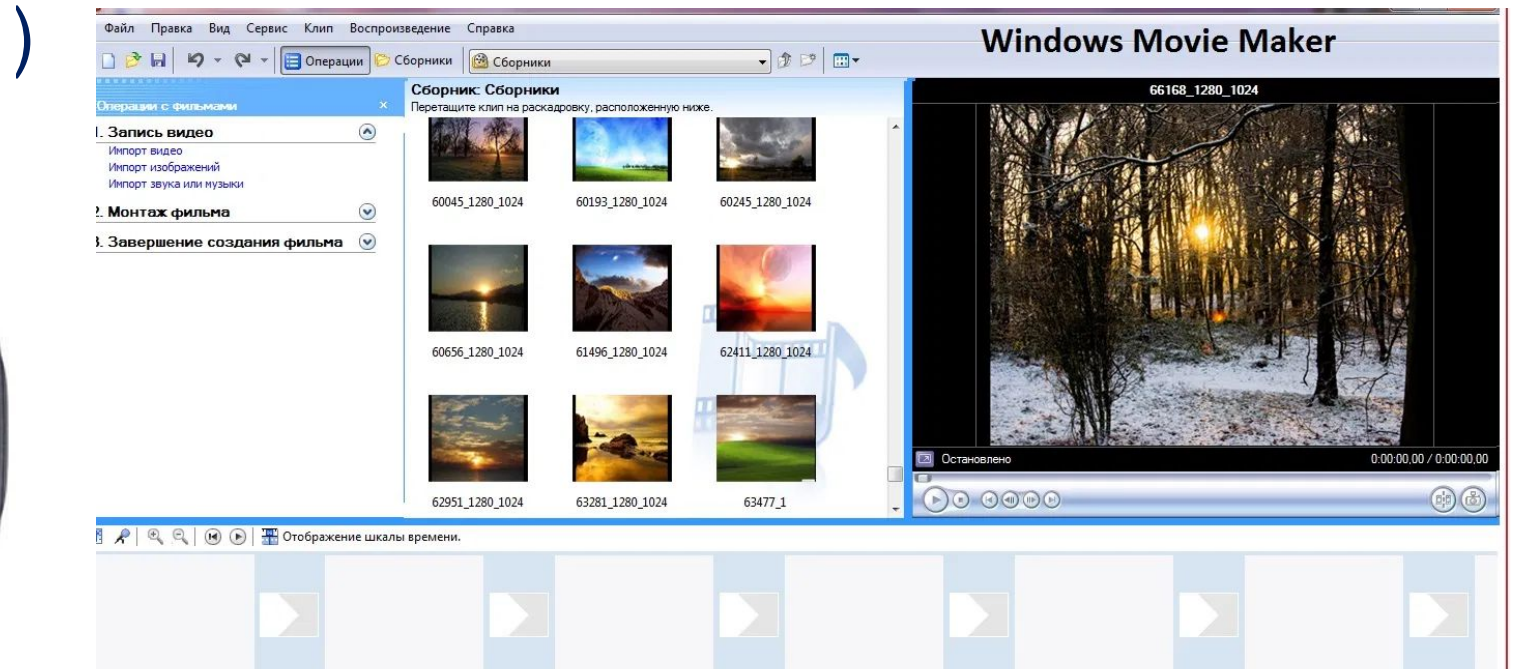 )
Файл Правка Вид Сервис Клип Воспроизведение Справка
Windows Movie Maker
Операции Сборники Сборники
Операции с фильмами
1. Запись видео
Импорт видео
Импорт изображений
Импорт звука или музыки
2. Монтаж фильма
3. Завершение создания фильма
Сборник: Сборники
Перетащите клип на раскадровку, расположенную ниже.
60045_1280_1024 60193_1280_1024 60245_1280_1024
60656_1280_1024 61496_1280_1024 62411_1280_1024
62951_1280_1024 63281_1280_1024 63477_1
66168_1280_1024
Остановлено 0:00:00,00 / 0:00:00,00
Отображение шкалы времени.